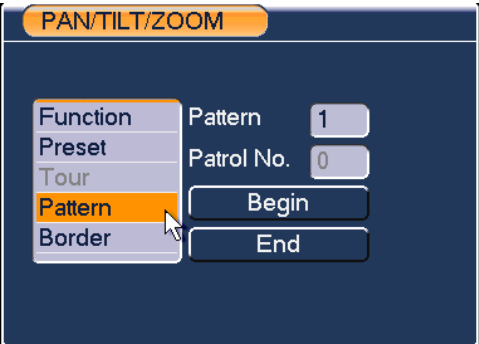 PAN/TILT/ZOOM
Function
Preset
Tour
Pattern
Border
Pattern 1
Patrol No. 0
Begin
End